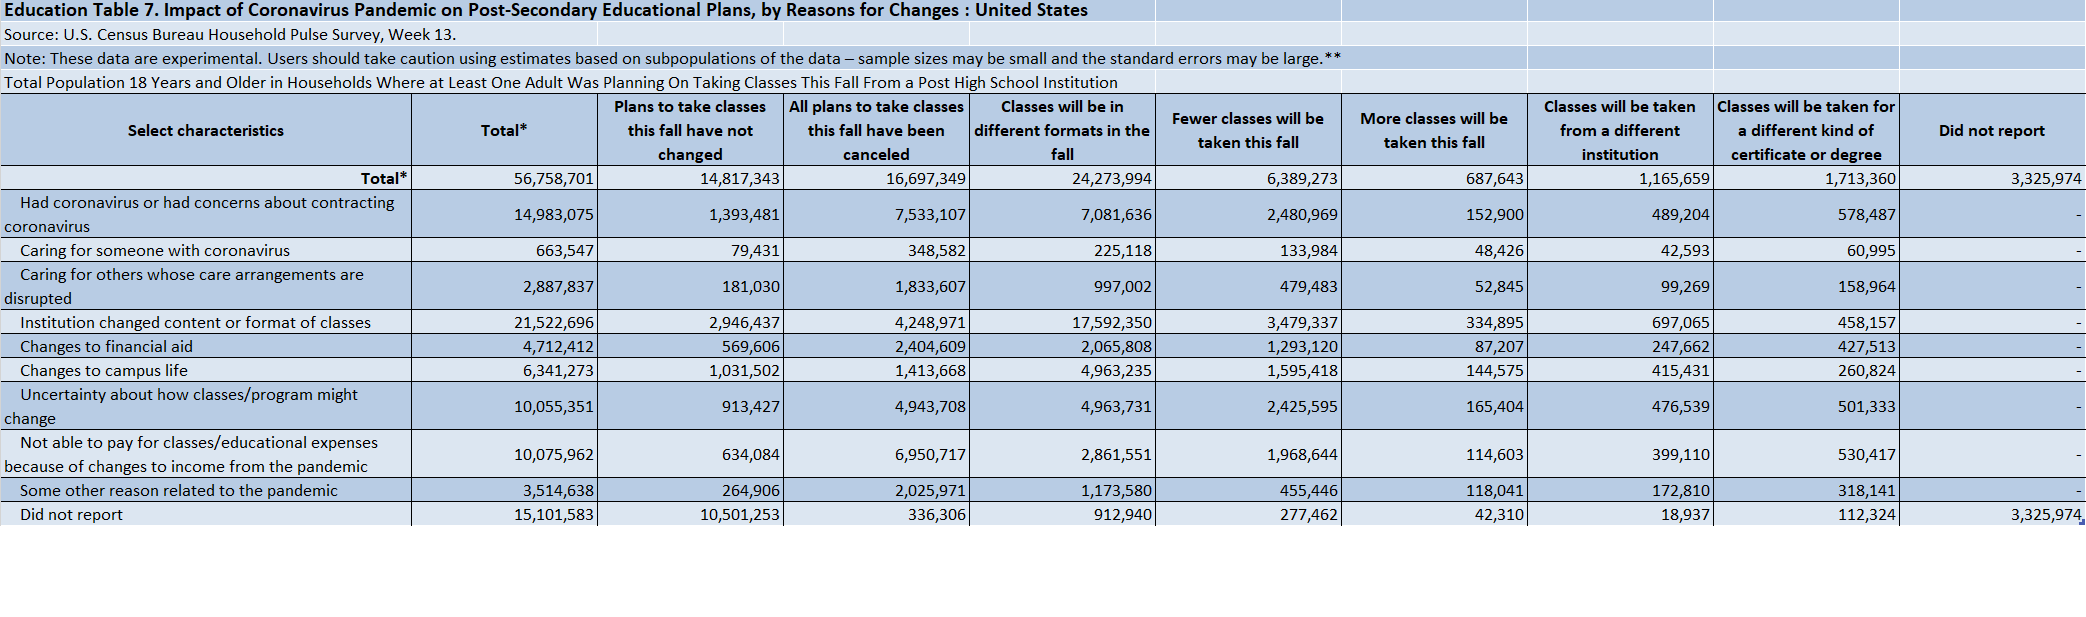 Education Table 7. Impact of Coronavirus Pandemic on Post-Secondary Educational Plans, by Reasons for Changes : United States
Source: U.S. Census Bureau Household Pulse Survey, Week 13.
Note: These data are experimental. Users should take caution using estimates based on subpopulations of the data – sample sizes may be small and the standard errors may be large.**
Total Population 18 Years and Older in Households Where at Least One Adult Was Planning On Taking Classes This Fall From a Post High School Institution
Select characteristics
Total*
Plans to take classes
this fall have not
changed
All plans to take classes
this fall have been
canceled
Classes will be in
different formats in the
fall
Fewer classes will be
taken this fall
More classes will be
taken this fall
Classes will be taken
from a different
institution
Classes will be taken for
a different kind of
certificate or degree
Did not report
Total* 56,758,701 14,817,343 16,697,349 24,273,994 6,389,273 687,643 1,165,659 1,713,360 3,325,974
Had coronavirus or had concerns about contracting
coronavirus
14,983,075 1,393,481 7,533,107 7,081,636 2,480,969 152,900 489,204 578,487 -
Caring for someone with coronavirus 663,547 79,431 348,582 225,118 133,984 48,426 42,593 60,995 -
Caring for others whose care arrangements are
disrupted
2,887,837 181,030 1,833,607 997,002 479,483 52,845 99,269 158,964 -
Institution changed content or format of classes 21,522,696 2,946,437 4,248,971 17,592,350 3,479,337 334,895 697,065 458,157 -
Changes to financial aid 4,712,412 569,606 2,404,609 2,065,808 1,293,120 87,207 247,662 427,513 -
Changes to campus life 6,341,273 1,031,502 1,413,668 4,963,235 1,595,418 144,575 415,431 260,824 -
Uncertainty about how classes/program might
change
10,055,351 913,427 4,943,708 4,963,731 2,425,595 165,404 476,539 501,333 -
Not able to pay for classes/educational expenses
because of changes to income from the pandemic
10,075,962 634,084 6,950,717 2,861,551 1,968,644 114,603 399,110 530,417 -
Some other reason related to the pandemic 3,514,638 264,906 2,025,971 1,173,580 455,446 118,041 172,810 318,141 -
Did not report 15,101,583 10,501,253 336,306 912,940 277,462 42,310 18,937 112,324 3,325,974